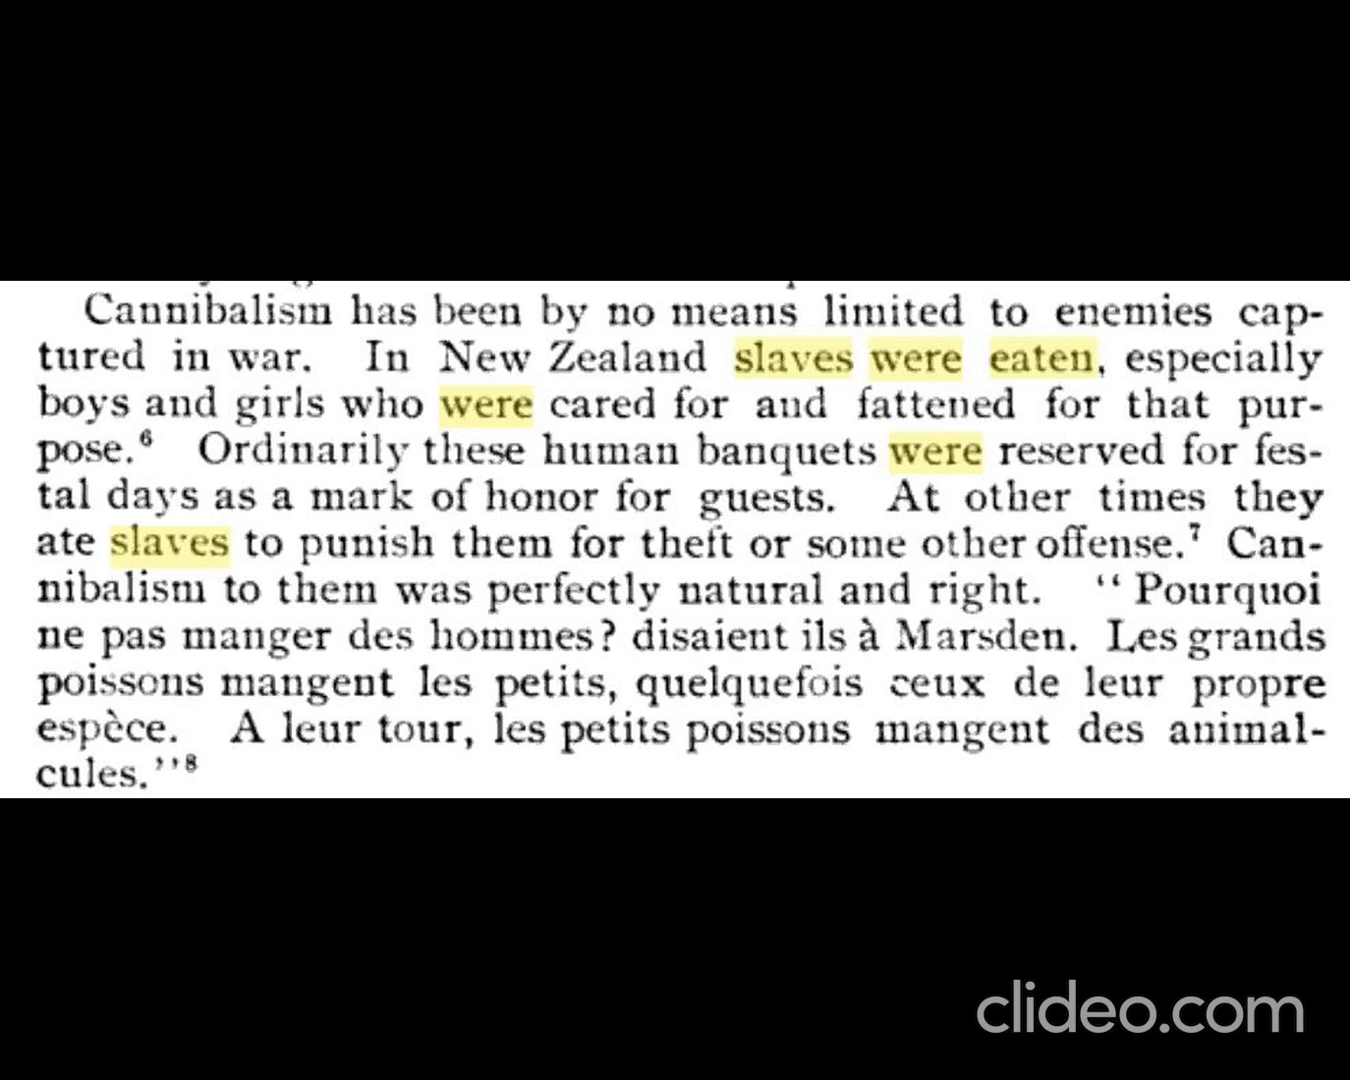 Cannibalism has been by no means limited to enemies cap-
tured in war. In New Zealand slaves were eaten, especially
boys and girls who were cared for and fattened for that pur-
pose.⁶ Ordinarily these human banquets were reserved for fes-
tal days as a mark of honor for guests. At other times they
ate slaves to punish them for theft or some other offense.⁷ Can-
nibalism to them was perfectly natural and right. “Pourquoi
ne pas manger des hommes? disaient ils à Marsden. Les grands
poissons mangent les petits, quelquefois ceux de leur propre
espèce. A leur tour, les petits poissons mangent des animal-
cules.”⁸
clideo.com